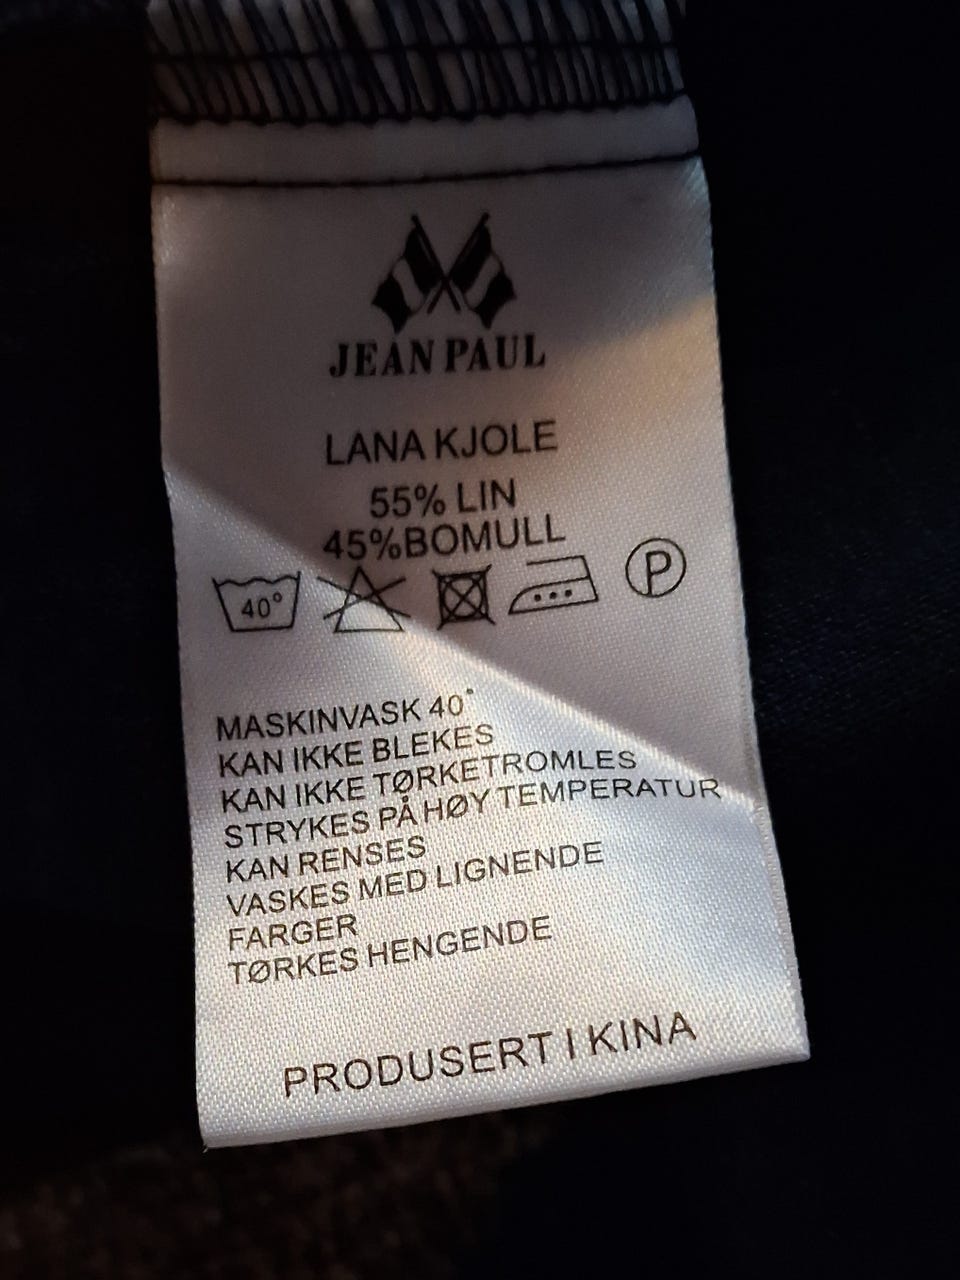 JEAN PAUL
LANA KJOLE
55% LIN
45%BOMULL
40° P
MASKINVASK 40°
KAN IKKE BLEKES
KAN IKKE TØRKETROMLES
STRYKES PÅ HØY TEMPERATUR
KAN RENSES
VASKES MED LIGNENDE
FARGER
TØRKES HENGENDE
PRODUSERT I KINA